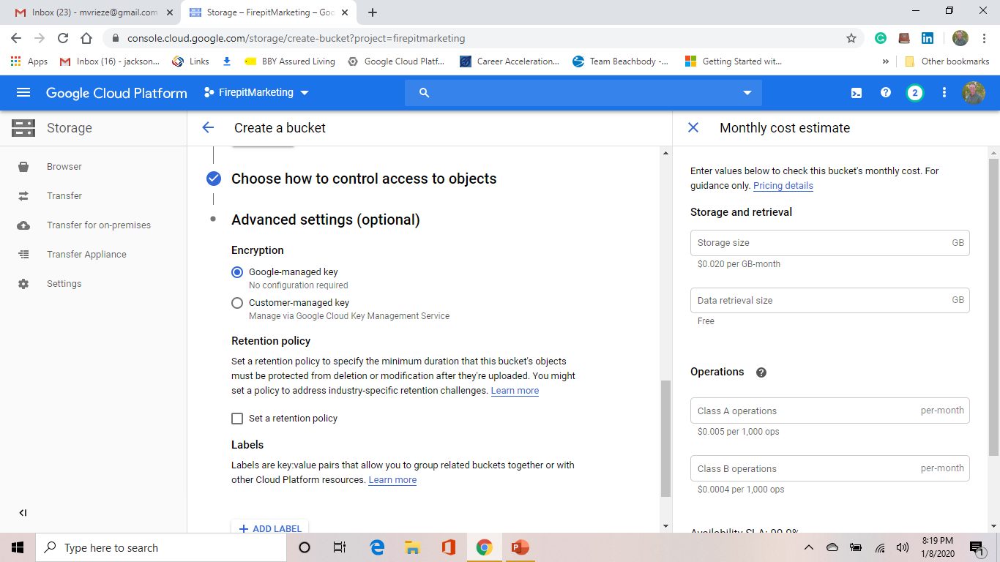 Inbox (23) - mvrieze@gmail.com
Storage – FirepitMarketing – Goo
console.cloud.google.com/storage/create-bucket?project=firepitmarketing
Apps
Inbox (16) - jackson...
Links
BBY Assured Living
Google Cloud Platf...
Career Acceleration...
Team Beachbody -...
Getting Started wit...
»
Other bookmarks
Google Cloud Platform
FirepitMarketing
2
Storage
Browser
Transfer
Transfer for on-premises
Transfer Appliance
Settings
Create a bucket
Choose how to control access to objects
Advanced settings (optional)
Encryption
Google-managed key
No configuration required
Customer-managed key
Manage via Google Cloud Key Management Service
Retention policy
Set a retention policy to specify the minimum duration that this bucket's objects
must be protected from deletion or modification after they're uploaded. You might
set a policy to address industry-specific retention challenges. Learn more
Set a retention policy
Labels
Labels are key:value pairs that allow you to group related buckets together or with
other Cloud Platform resources. Learn more
+ ADD LABEL
Monthly cost estimate
Enter values below to check this bucket's monthly cost. For
guidance only. Pricing details
Storage and retrieval
Storage size GB
$0.020 per GB-month
Data retrieval size GB
Free
Operations ?
Class A operations per-month
$0.005 per 1,000 ops
Class B operations per-month
$0.0004 per 1,000 ops
Availability SLA: 99.9%
Type here to search
8:19 PM
1/8/2020
1